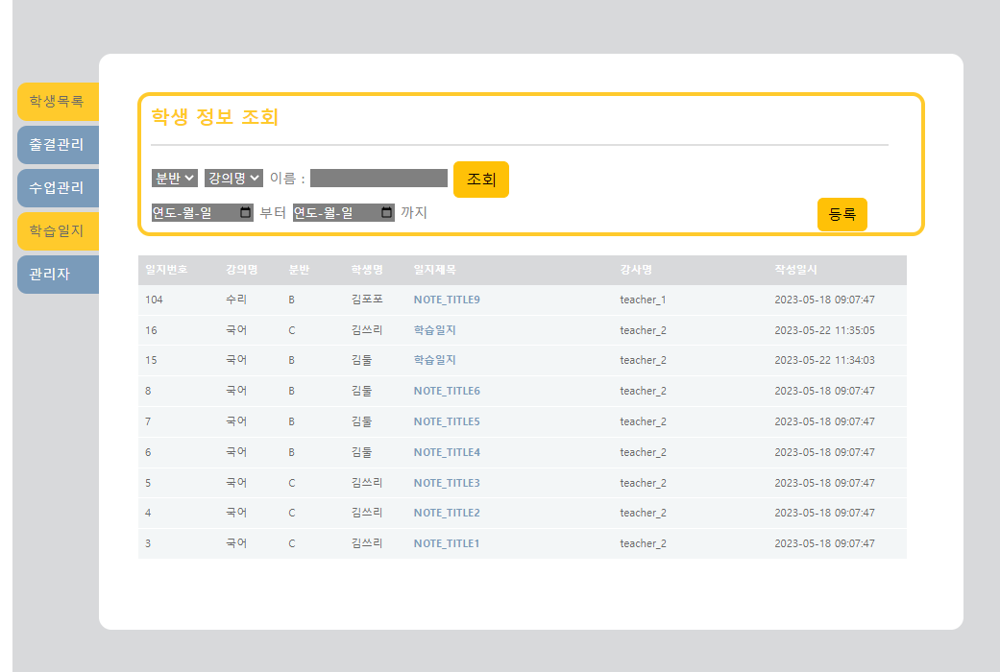 학생목록
출결관리
수업관리
학습일지
관리자
학생 정보 조회
분반 강의명 이름 : 조회
연도-월-일 부터 연도-월-일 까지
등록
일지번호 강의명 분반 학생명 일지제목 강사명 작성일시
104 수리 B 김포포 NOTE_TITLE9 teacher_1 2023-05-18 09:07:47
16 국어 C 김쓰리 학습일지 teacher_2 2023-05-22 11:35:05
15 국어 B 김둘 학습일지 teacher_2 2023-05-22 11:34:03
8 국어 B 김둘 NOTE_TITLE6 teacher_2 2023-05-18 09:07:47
7 국어 B 김둘 NOTE_TITLE5 teacher_2 2023-05-18 09:07:47
6 국어 B 김둘 NOTE_TITLE4 teacher_2 2023-05-18 09:07:47
5 국어 C 김쓰리 NOTE_TITLE3 teacher_2 2023-05-18 09:07:47
4 국어 C 김쓰리 NOTE_TITLE2 teacher_2 2023-05-18 09:07:47
3 국어 C 김쓰리 NOTE_TITLE1 teacher_2 2023-05-18 09:07:47